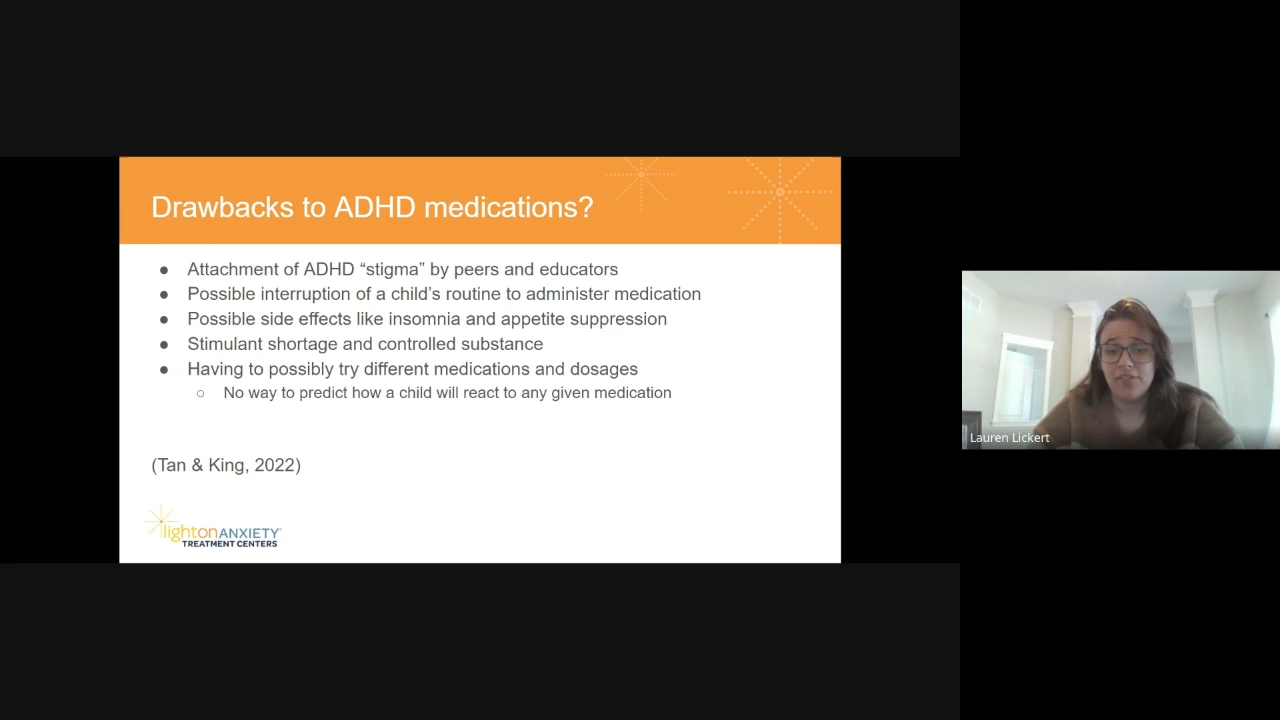 Drawbacks to ADHD medications?
● Attachment of ADHD “stigma” by peers and educators
● Possible interruption of a child’s routine to administer medication
● Possible side effects like insomnia and appetite suppression
● Stimulant shortage and controlled substance
● Having to possibly try different medications and dosages
○ No way to predict how a child will react to any given medication
(Tan & King, 2022)
lightonANXIETY
TREATMENT CENTERS
Lauren Lickert